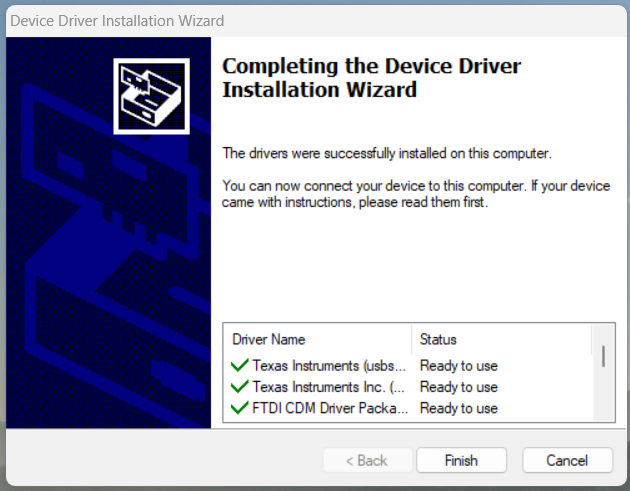 Device Driver Installation Wizard
Completing the Device Driver
Installation Wizard
The drivers were successfully installed on this computer.
You can now connect your device to this computer. If your device
came with instructions, please read them first.
Driver Name Status
Texas Instruments (usbs... Ready to use
Texas Instruments Inc. (... Ready to use
FTDI CDM Driver Packa... Ready to use
< Back Finish Cancel